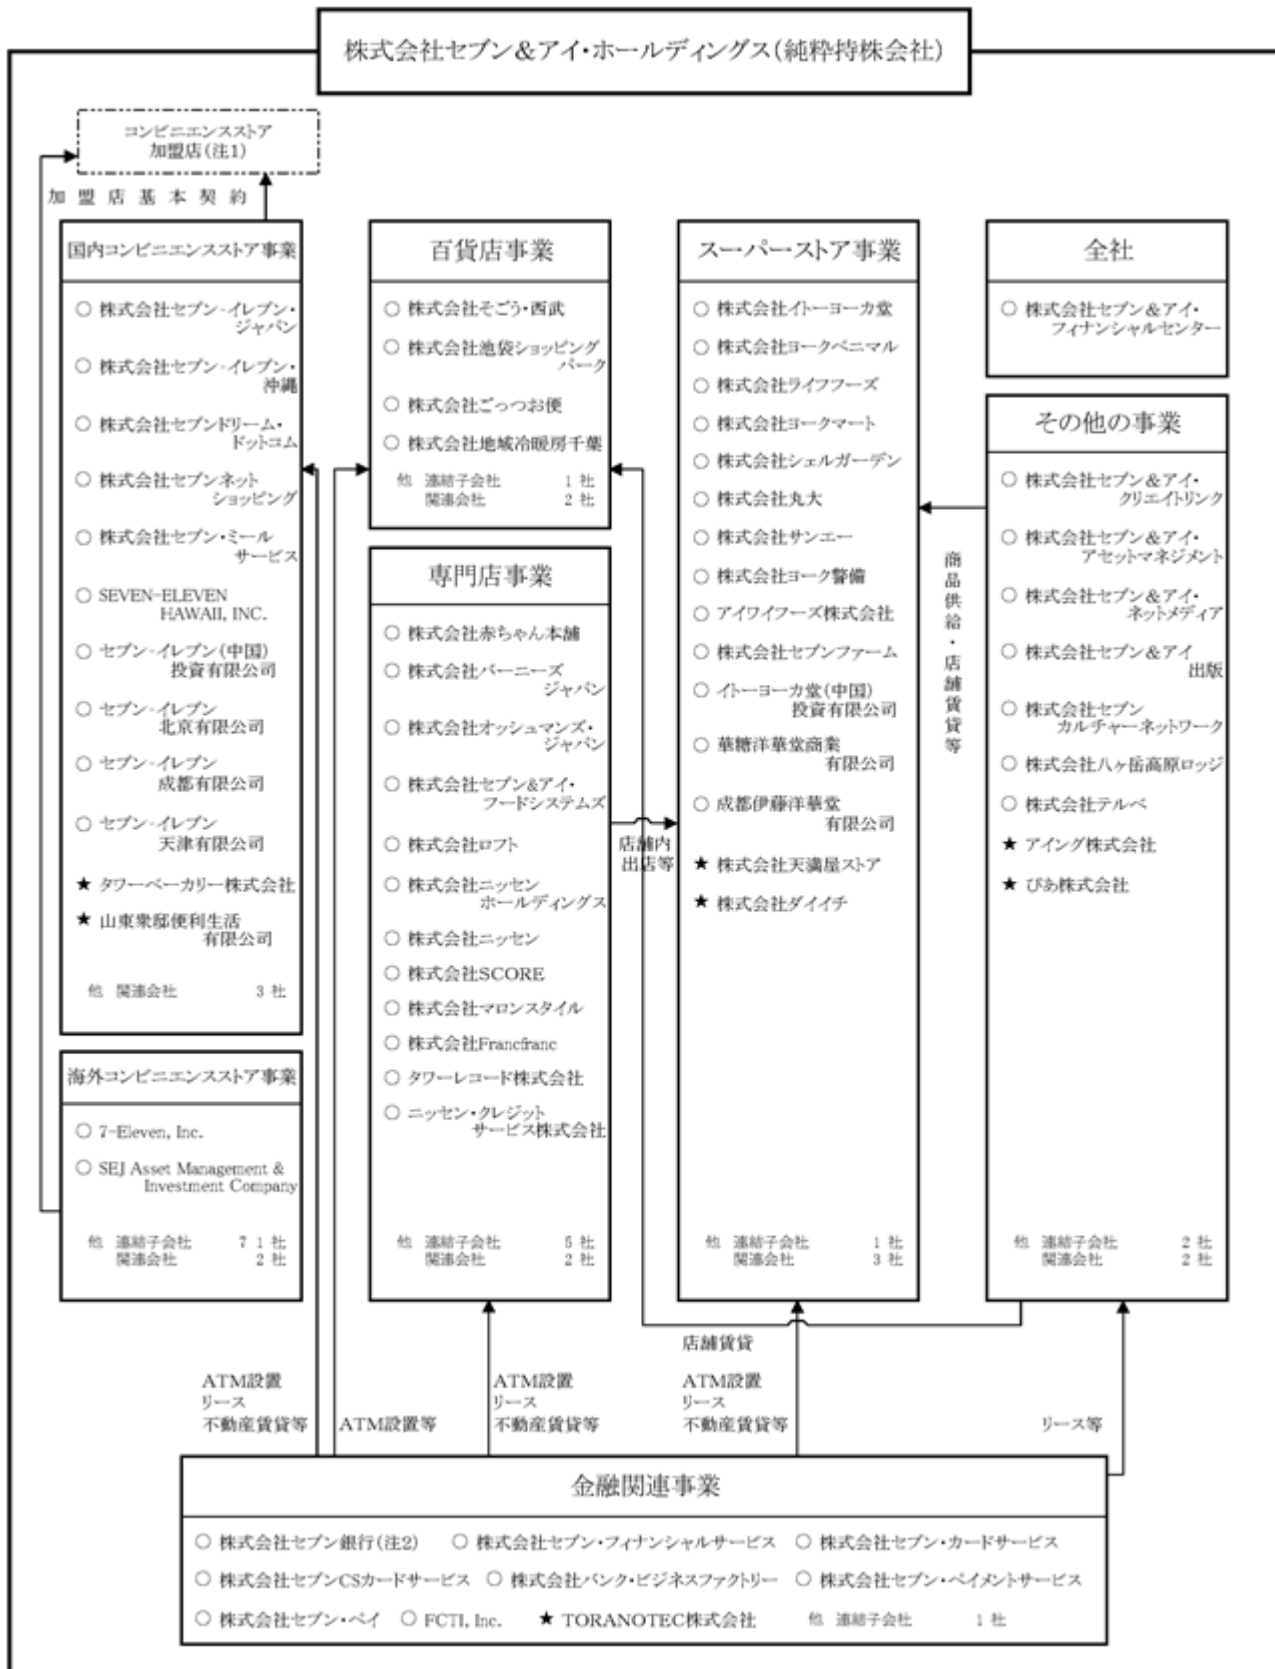 株式会社セブン&アイ・ホールディングス(純粋持株会社)
コンビニエンスストア
加盟店(注1)
加盟店基本契約
国内コンビニエンスストア事業
○ 株式会社セブン-イレブン・
ジャパン
○ 株式会社セブン-イレブン・
沖縄
○ 株式会社セブンドリーム・
ドットコム
○ 株式会社セブンネット
ショッピング
○ 株式会社セブン・ミール
サービス
○ SEVEN-ELEVEN
HAWAII, INC.
○ セブン-イレブン(中国)
投資有限公司
○ セブン-イレブン
北京有限公司
○ セブン-イレブン
成都有限公司
○ セブン-イレブン
天津有限公司
★ タワーベーカリー株式会社
★ 山東衆邸便利生活
有限公司
他 関連会社 3 社
海外コンビニエンスストア事業
○ 7-Eleven, Inc.
○ SEJ Asset Management &
Investment Company
他 連結子会社 7 1 社
関連会社 2 社
百貨店事業
○ 株式会社そごう・西武
○ 株式会社池袋ショッピング
パーク
○ 株式会社ごっつお便
○ 株式会社地域冷暖房千葉
他 連結子会社 1 社
関連会社 2 社
専門店事業
○ 株式会社赤ちゃん本舗
○ 株式会社バーニーズ
ジャパン
○ 株式会社オッシュマンズ・
ジャパン
○ 株式会社セブン&アイ・
フードシステムズ
○ 株式会社ロフト
○ 株式会社ニッセン
ホールディングス
○ 株式会社ニッセン
○ 株式会社SCORE
○ 株式会社マロンスタイル
○ 株式会社Francfranc
○ タワーレコード株式会社
○ ニッセン・クレジット
サービス株式会社
他 連結子会社 5 社
関連会社 2 社
店舗内
出店等
スーパーストア事業
○ 株式会社イトーヨーカ堂
○ 株式会社ヨークベニマル
○ 株式会社ライフフーズ
○ 株式会社ヨークマート
○ 株式会社シェルガーデン
○ 株式会社丸大
○ 株式会社サンエー
○ 株式会社ヨーク警備
○ アイワイフーズ株式会社
○ 株式会社セブンファーム
○ イトーヨーカ堂(中国)
投資有限公司
○ 華糖洋華堂商業
有限公司
○ 成都伊藤洋華堂
有限公司
★ 株式会社天満屋ストア
★ 株式会社ダイイチ
他 連結子会社 1 社
関連会社 3 社
商品供給・店舗賃貸等
全社
○ 株式会社セブン&アイ・
フィナンシャルセンター
その他の事業
○ 株式会社セブン&アイ・
クリエイトリンク
○ 株式会社セブン&アイ・
アセットマネジメント
○ 株式会社セブン&アイ・
ネットメディア
○ 株式会社セブン&アイ
出版
○ 株式会社セブン
カルチャーネットワーク
○ 株式会社八ヶ岳高原ロッジ
○ 株式会社テルベ
★ アイング株式会社
★ ぴあ株式会社
他 連結子会社 2 社
関連会社 2 社
店舗賃貸
ATM設置
リース
不動産賃貸等
ATM設置等
ATM設置
リース
不動産賃貸等
ATM設置
リース
不動産賃貸等
リース等
金融関連事業
○ 株式会社セブン銀行(注2) ○ 株式会社セブン・フィナンシャルサービス ○ 株式会社セブン・カードサービス
○ 株式会社セブンCSカードサービス ○ 株式会社バンク・ビジネスファクトリー ○ 株式会社セブン・ペイメントサービス
○ 株式会社セブン・ペイ ○ FCTI, Inc. ★ TORANOTEC株式会社 他 連結子会社 1 社